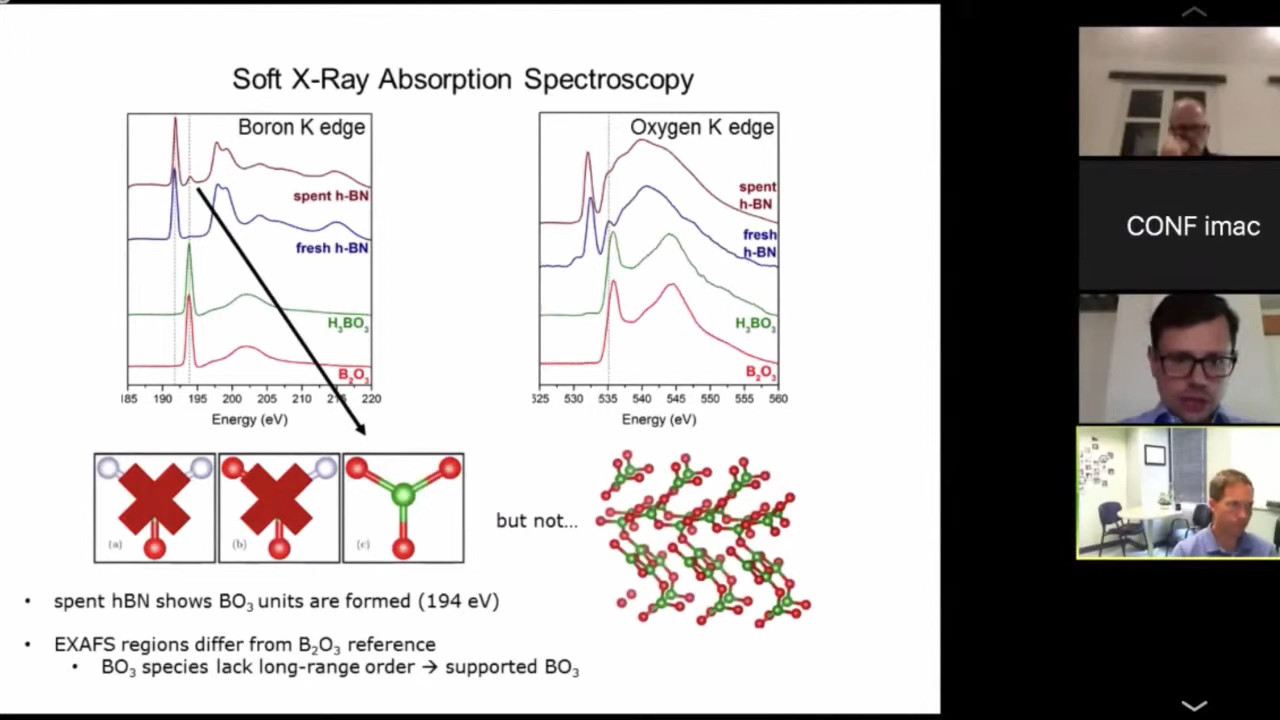 Soft X-Ray Absorption Spectroscopy
Boron K edge
spent h-BN
fresh h-BN
H₃BO₃
B₂O₃
185 190 195 200 205 210 215 220
Energy (eV)
Oxygen K edge
spent
h-BN
fresh
h-BN
H₃BO₃
B₂O₃
525 530 535 540 545 550 555 560
Energy (eV)
(a)
(b)
(c)
but not...
• spent hBN shows BO₃ units are formed (194 eV)
• EXAFS regions differ from B₂O₃ reference
• BO₃ species lack long-range order → supported BO₃
CONF imac